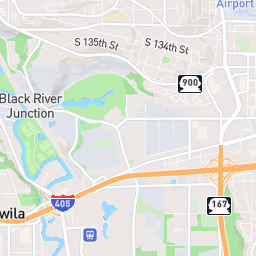 Airport
S 135th St
S 134th St
900
Black River
Junction
405
167
wila